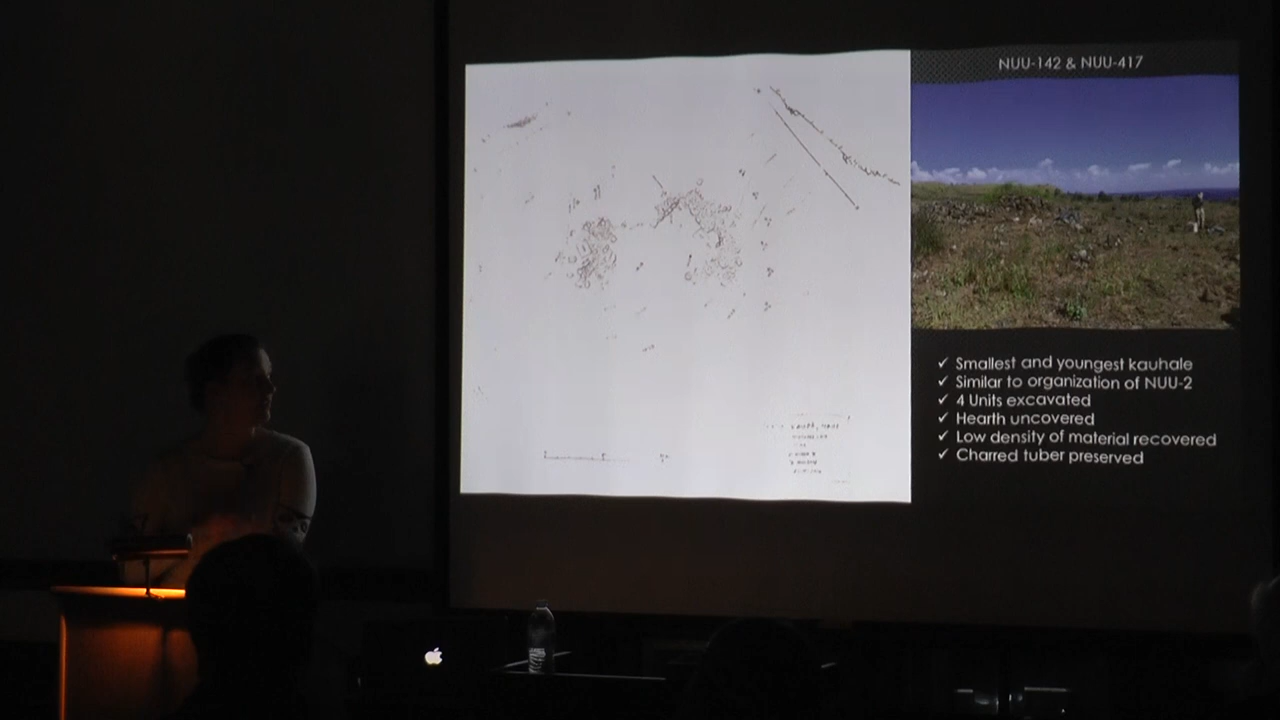 NUU-142 & NUU-417
✓ Smallest and youngest kauhale
✓ Similar to organization of NUU-2
✓ 4 Units excavated
✓ Hearth uncovered
✓ Low density of material recovered
✓ Charred tuber preserved